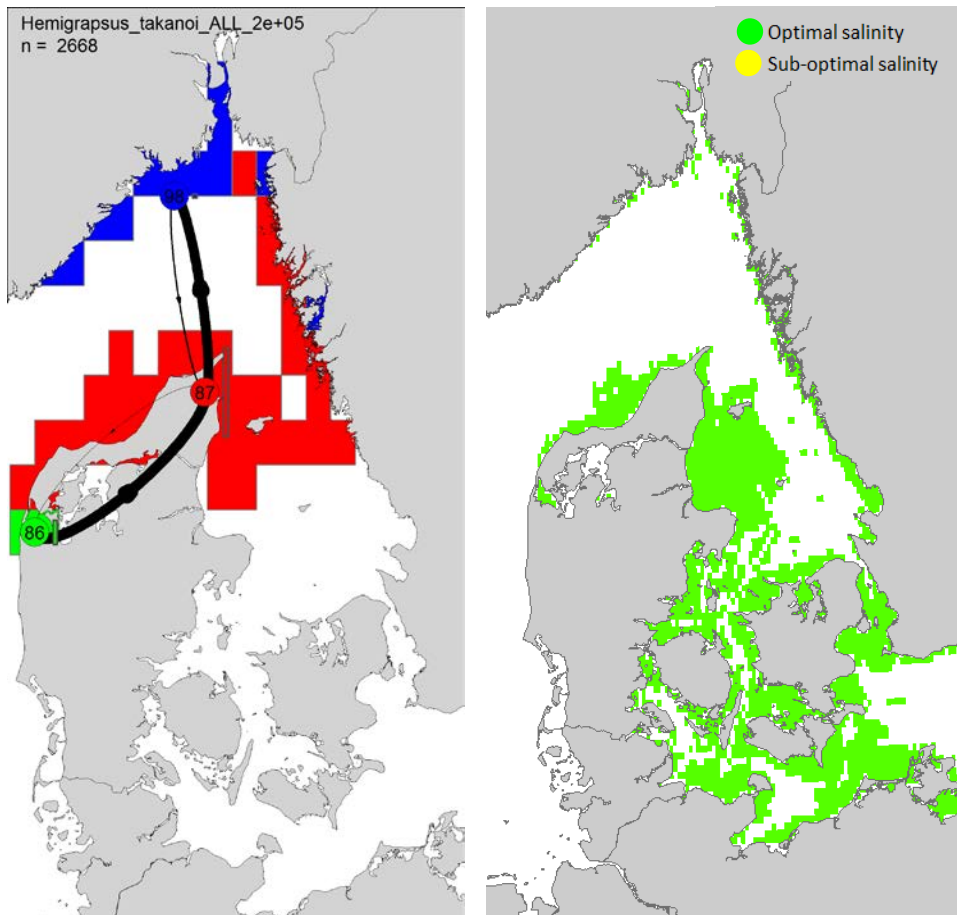 Hemigrapsus_takanoi_ALL_2e+05
n = 2668
Optimal salinity
Sub-optimal salinity
98
87
86